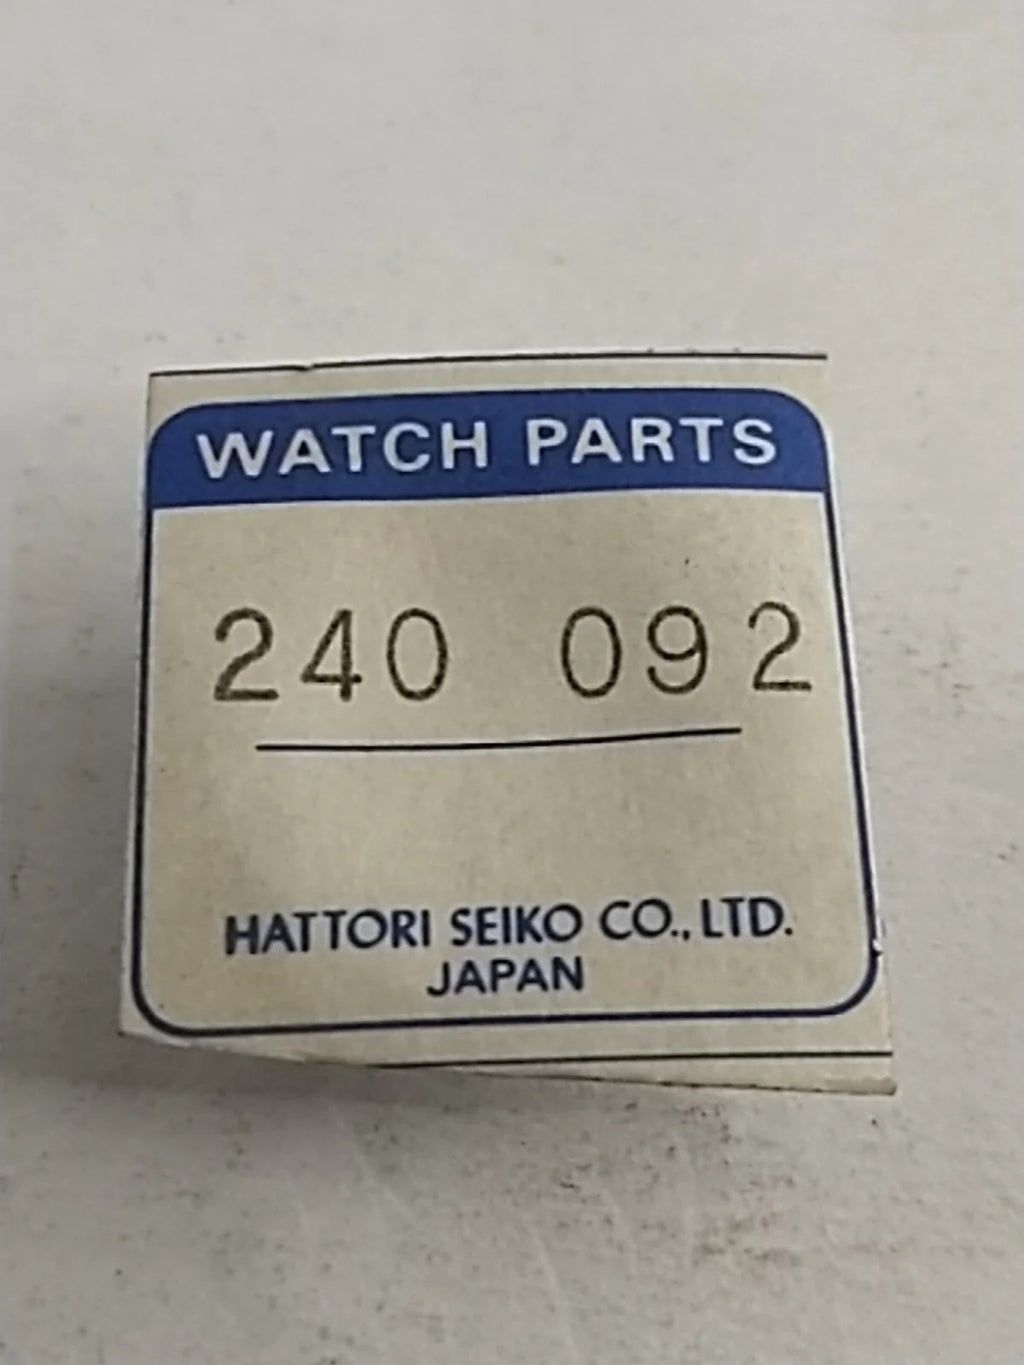 WATCH PARTS
240 092
HATTORI SEIKO CO., LTD.
JAPAN